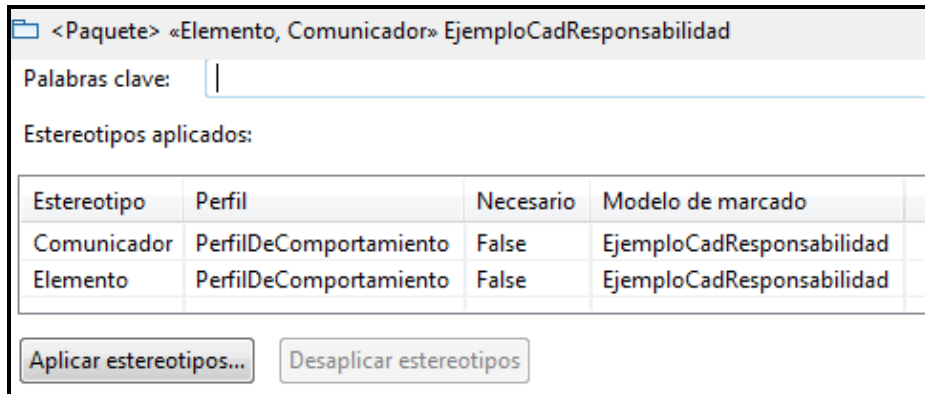 <Paquete> «Elemento, Comunicador» EjemploCadResponsabilidad
Palabras clave:
Estereotipos aplicados:
Estereotipo Perfil Necesario Modelo de marcado
Comunicador PerfilDeComportamiento False EjemploCadResponsabilidad
Elemento PerfilDeComportamiento False EjemploCadResponsabilidad
Aplicar estereotipos... Desaplicar estereotipos